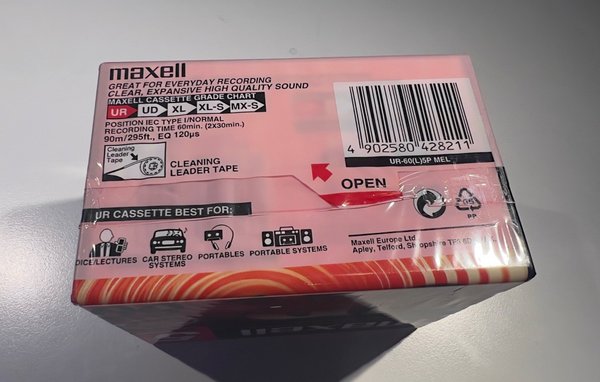 maxell
GREAT FOR EVERYDAY RECORDING
CLEAR, EXPANSIVE HIGH QUALITY SOUND
MAXELL CASSETTE GRADE CHART
UR UD XL XL-S MX-S
POSITION IEC TYPE I/NORMAL
RECORDING TIME 60min. (2x30min.)
90m/295ft., EQ 120µs
Cleaning
Leader
Tape
CLEANING
LEADER TAPE
4 902580 428211
UR-60(L)5P MEL
OPEN
UR CASSETTE BEST FOR:
OICE/LECTURES
CAR STEREO
SYSTEMS
PORTABLES
PORTABLE SYSTEMS
PP
Maxell Europe Ltd.
Apley, Telford, Shropshire